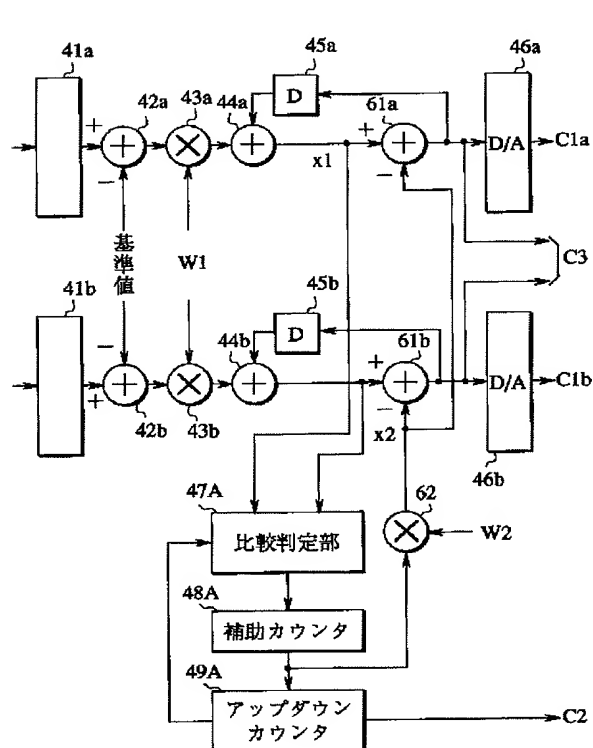 41a
42a
43a
44a
45a
61a
46a
+
+
×
+
D
x1
+
+
−
D/A
C1a
−
基準値
W1
C3
41b
−
+
+
42b
×
43b
44b
+
45b
D
+
61b
+
−
x2
D/A
C1b
46b
62
×
W2
47A
比較判定部
48A
補助カウンタ
49A
アップダウン
カウンタ
C2